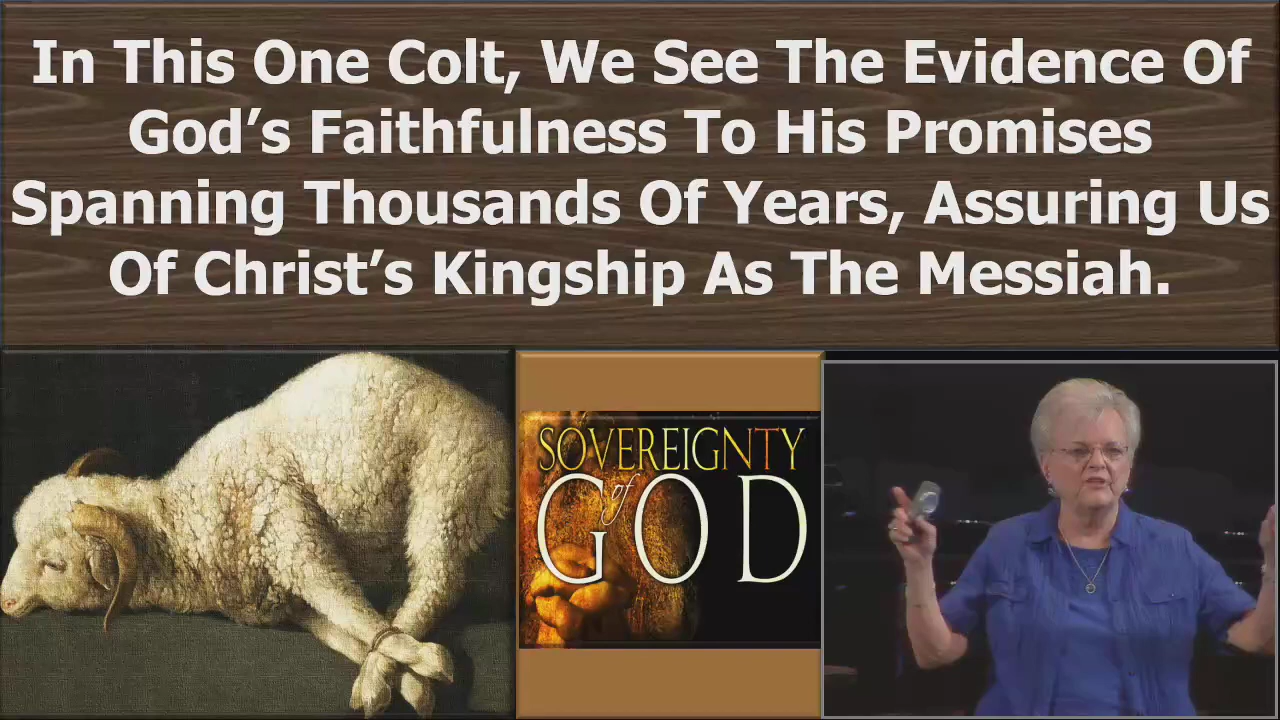 In This One Colt, We See The Evidence Of
God’s Faithfulness To His Promises
Spanning Thousands Of Years, Assuring Us
Of Christ’s Kingship As The Messiah.
SOVEREIGNTY
of
GOD